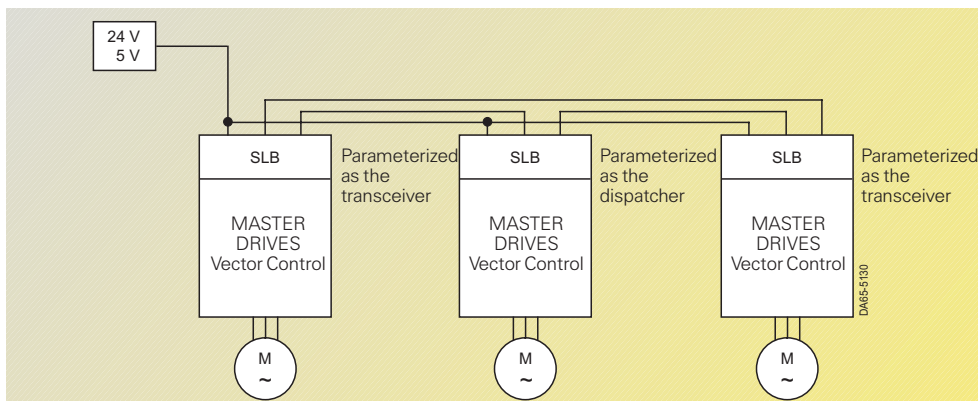 24 V
5 V
SLB
Parameterized
as the
transceiver
MASTER
DRIVES
Vector Control
M
~
SLB
Parameterized
as the
dispatcher
MASTER
DRIVES
Vector Control
M
~
SLB
Parameterized
as the
transceiver
MASTER
DRIVES
Vector Control
DA65-5130
M
~